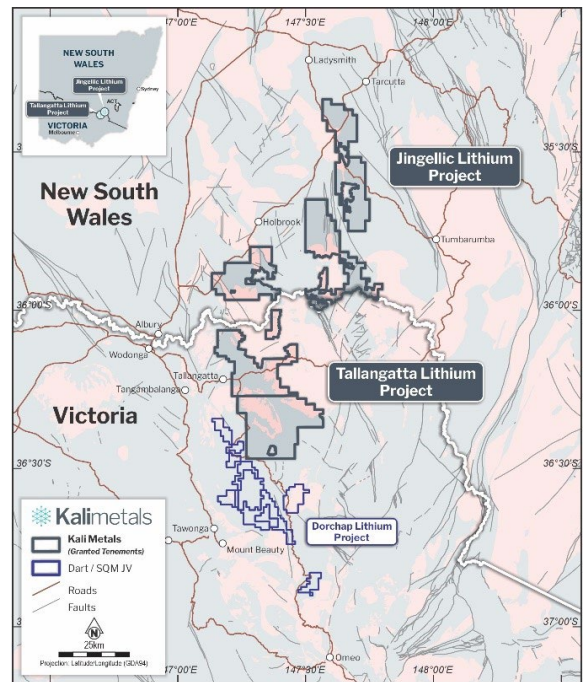 147°00'E
147°30'E
148°00'E
NEW SOUTH
WALES
Jingellic Lithium
Project
Sydney
ACT
Tallangatta Lithium
Project
VICTORIA
Melbourne
Ladysmith
Tarcutta
35°30'S
35°30'S
Jingellic Lithium
Project
New South
Wales
Holbrook
Tumbarumba
36°00'S
36°00'S
Albury
Wodonga
Tallangatta
Tangambalanga
Tallangatta Lithium
Project
Victoria
36°30'S
36°30'S
Dorchap Lithium
Project
Tawonga
Mount Beauty
Kalimetals
Kali Metals
(Granted Tenements)
Dart / SQM JV
Roads
Faults
N
25km
Projection: Latitude/Longitude (GDA94)
37°00'S
Omeo
147°00'E
147°30'E
148°00'E